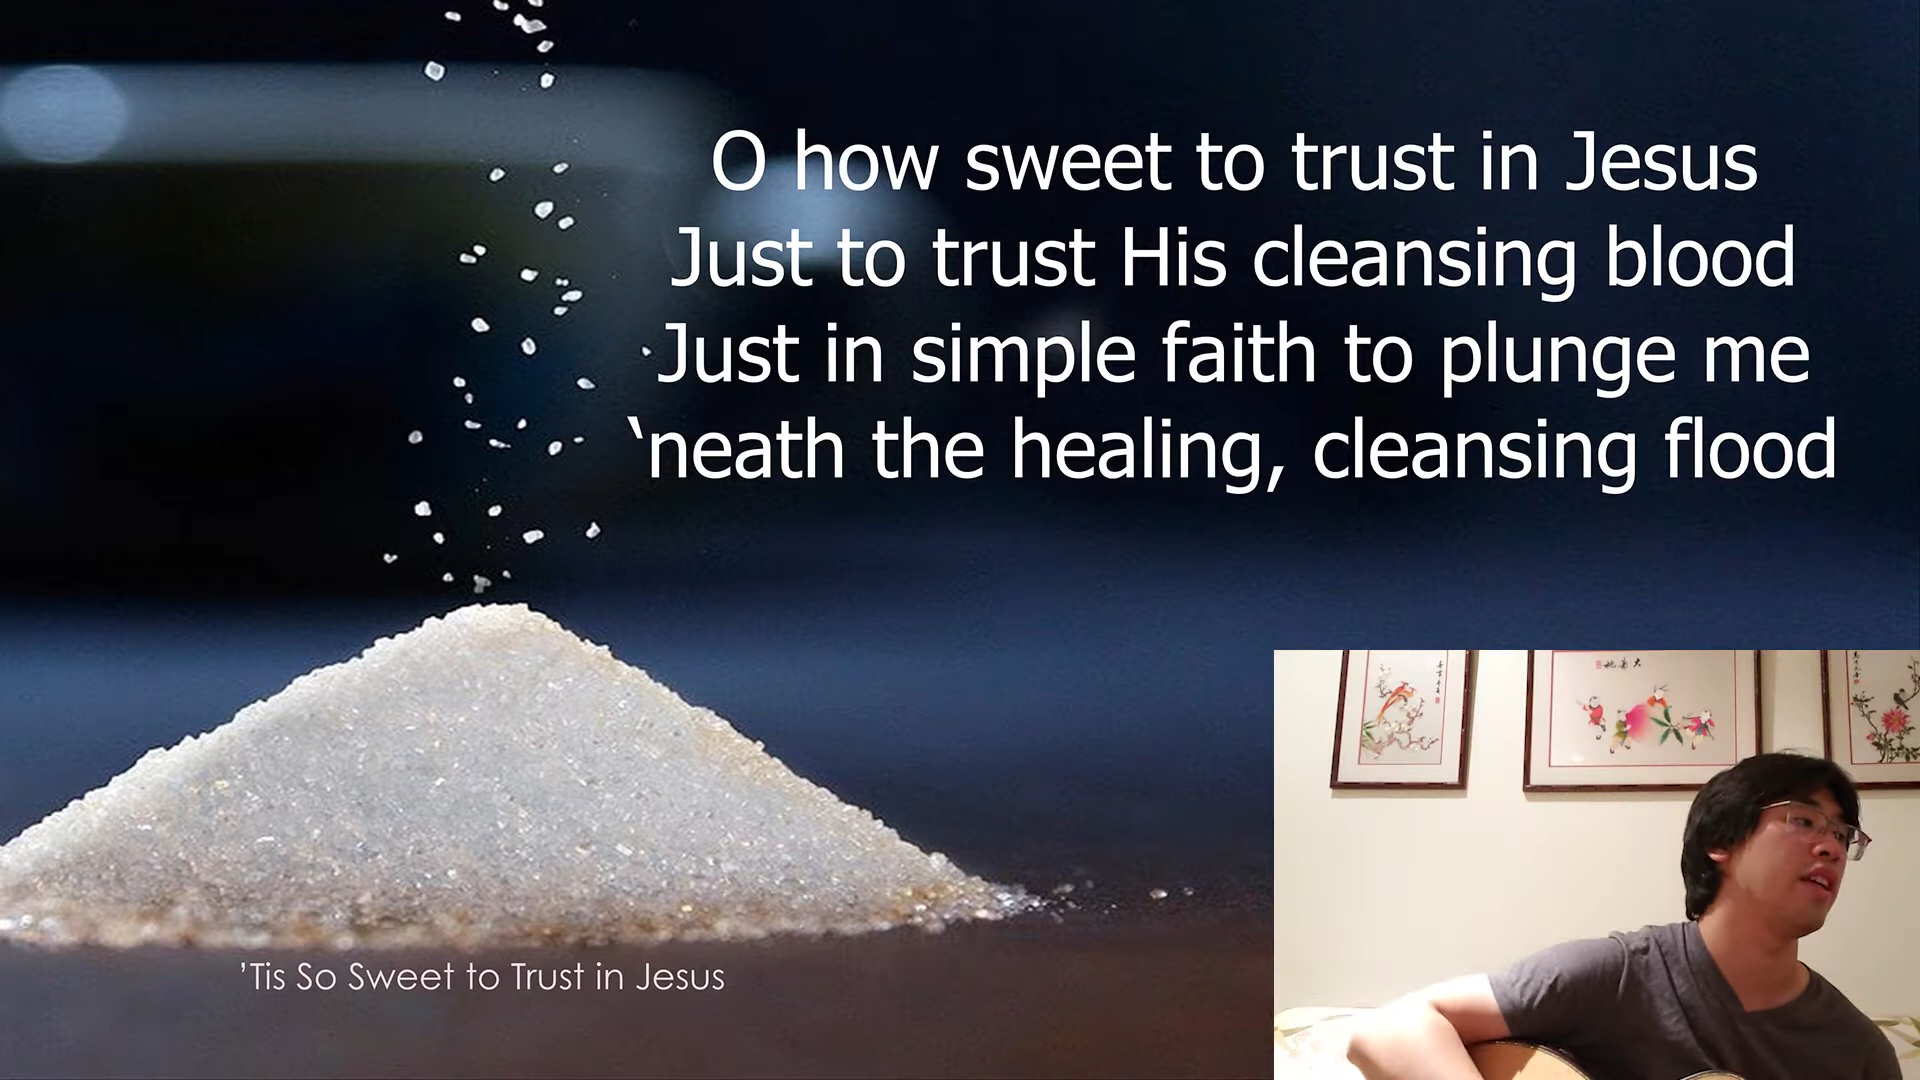 O how sweet to trust in Jesus
Just to trust His cleansing blood
Just in simple faith to plunge me
‘neath the healing, cleansing flood
’Tis So Sweet to Trust in Jesus